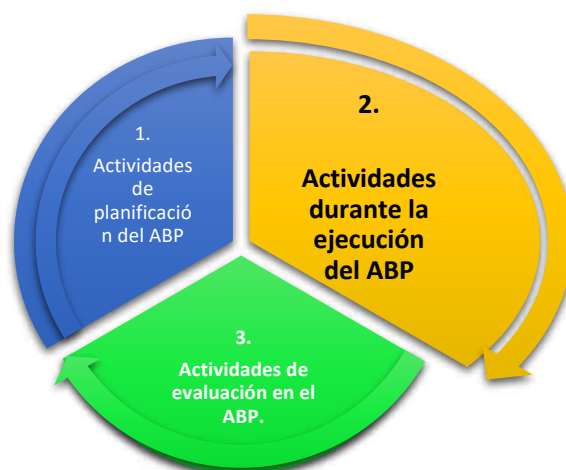 1.
Actividades
de
planificació
n del ABP
2.
Actividades
durante la
ejecución
del ABP
3.
Actividades de
evaluación en el
ABP.